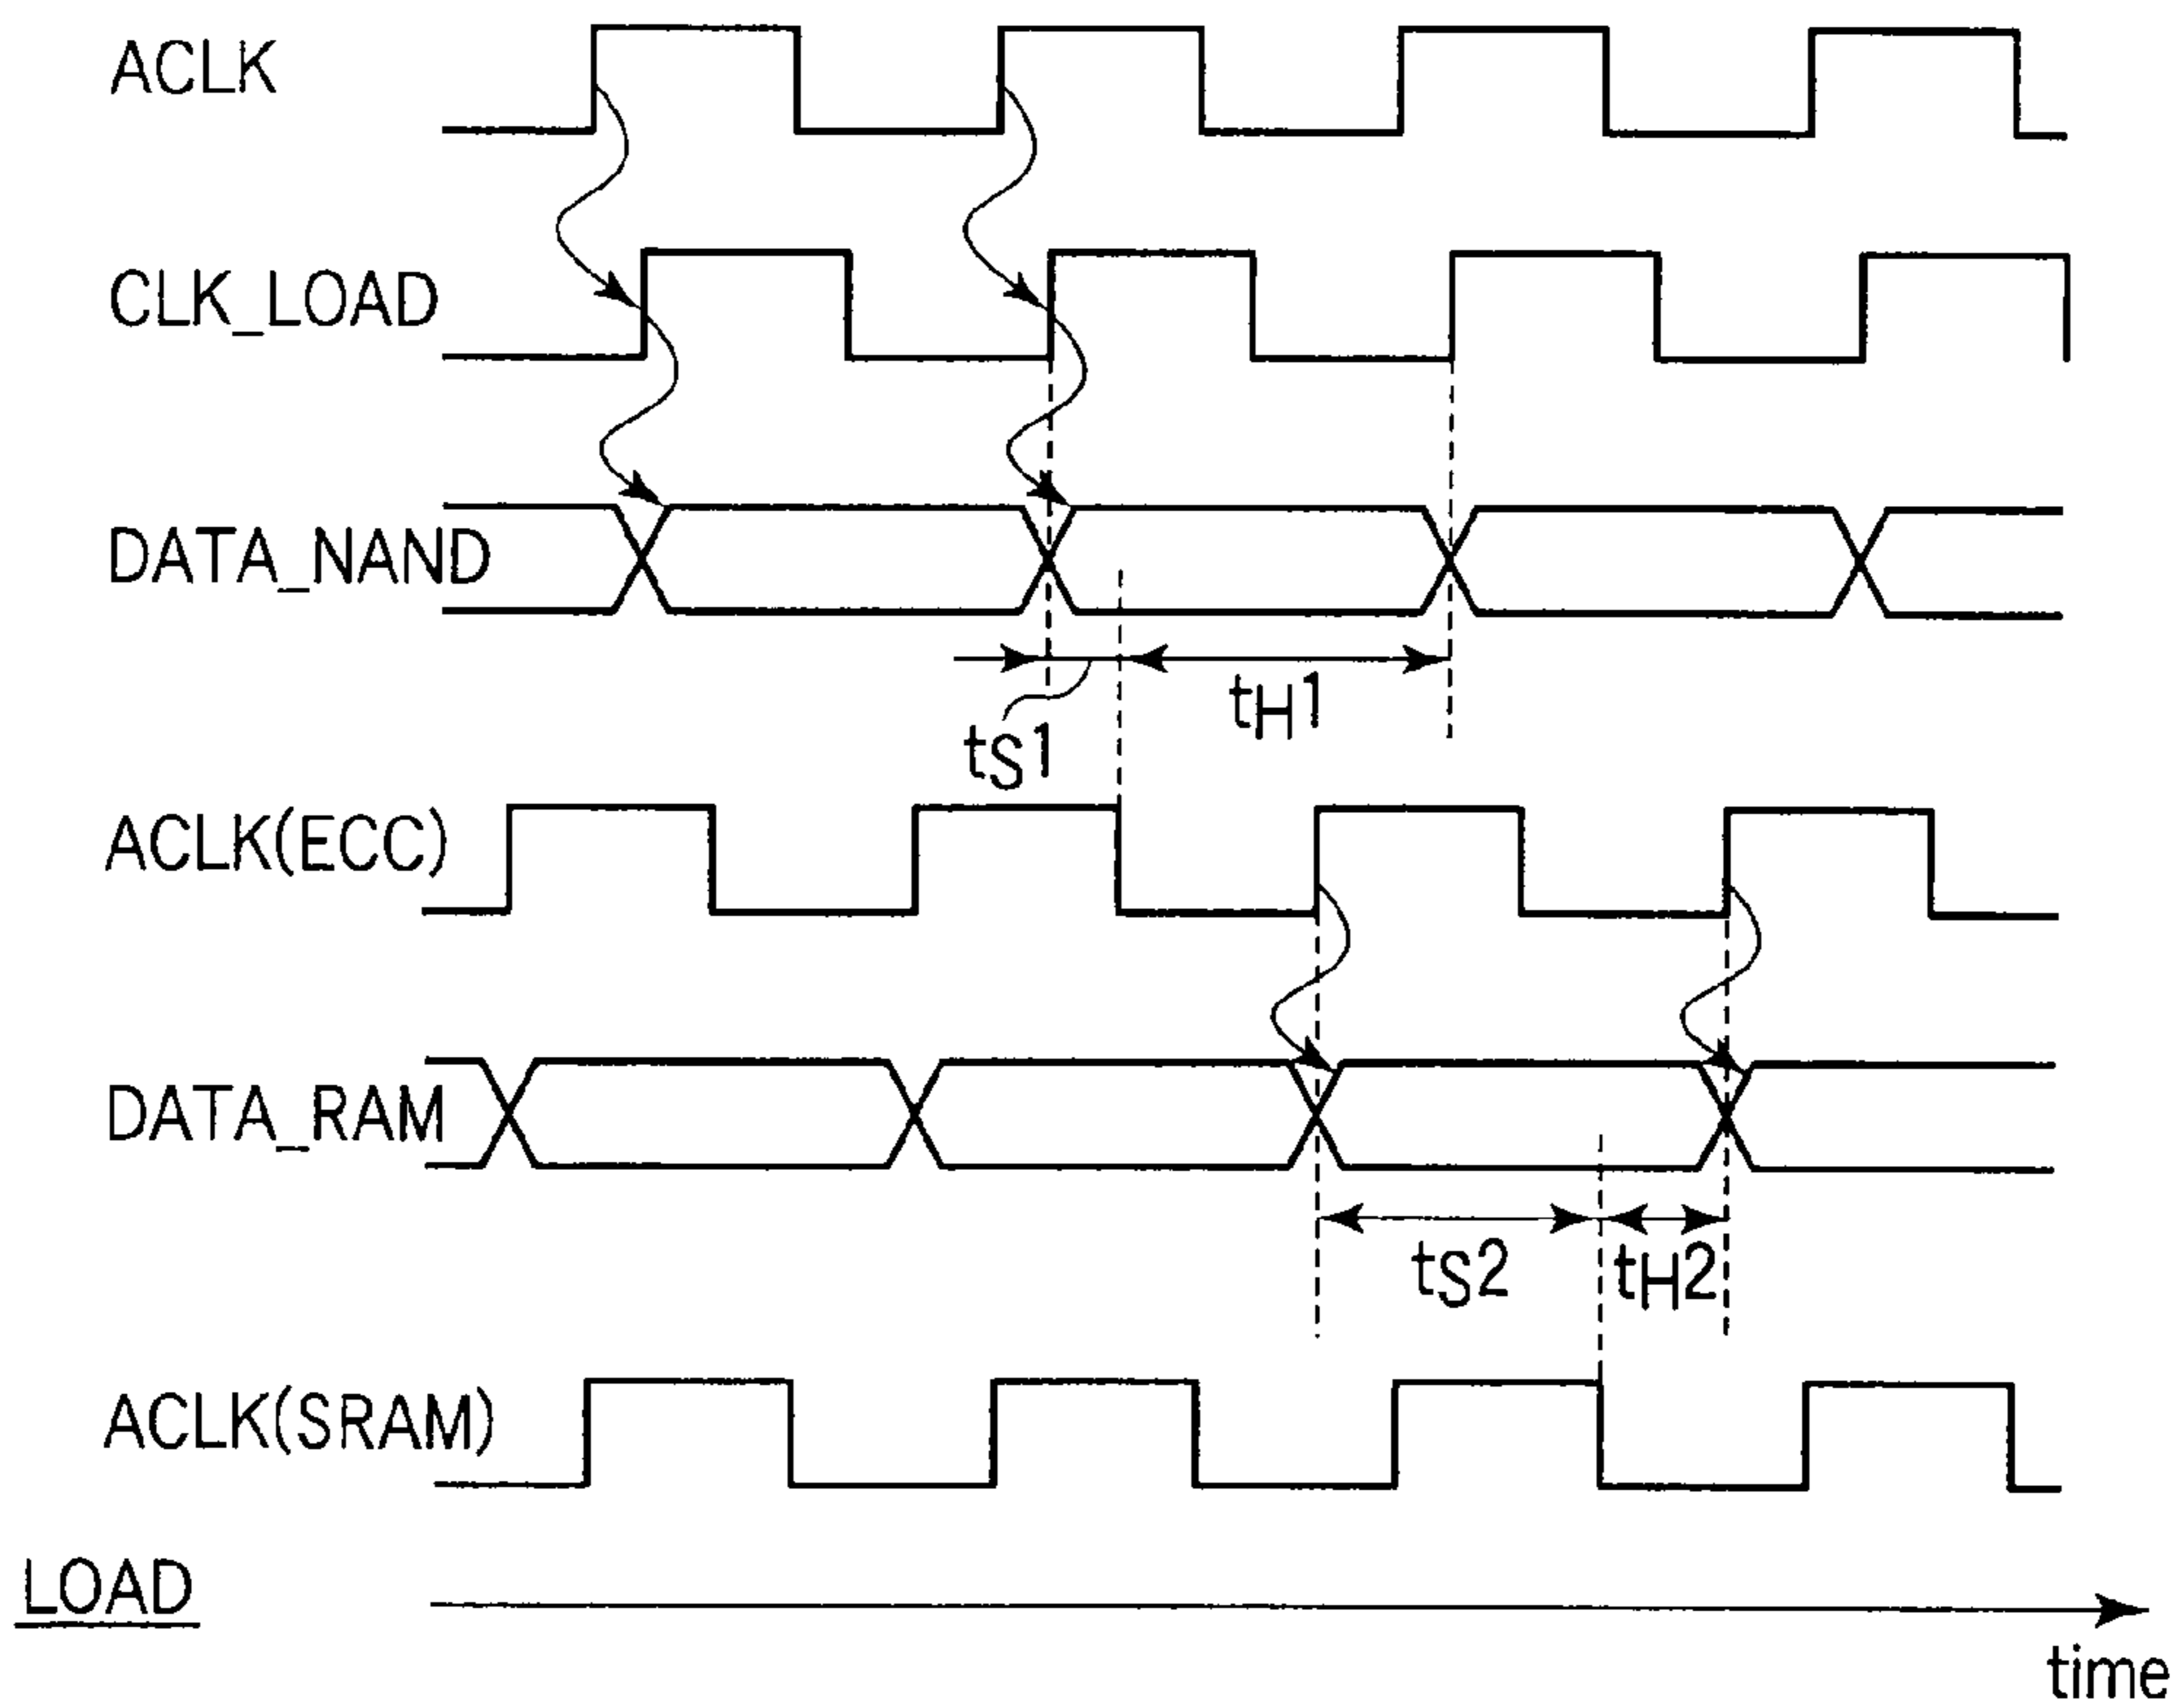 ACLK
CLK_LOAD
DATA_NAND
tS1
tH1
ACLK(ECC)
DATA_RAM
tS2
tH2
ACLK(SRAM)
LOAD
time